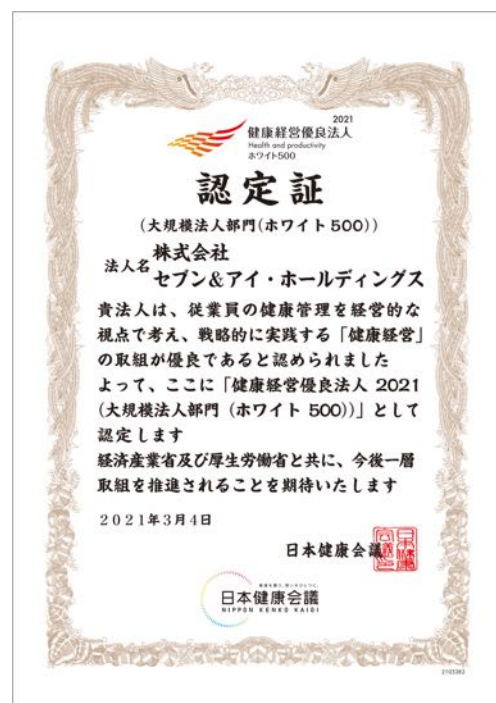 2021
健康経営優良法人
Health and productivity
ホワイト500
認定証
(大規模法人部門(ホワイト500))
法人名 株式会社
セブン&アイ・ホールディングス
貴法人は、従業員の健康管理を経営的な
視点で考え、戦略的に実践する「健康経営」
の取組が優良であると認められました
よって、ここに「健康経営優良法人 2021
(大規模法人部門(ホワイト 500))」として
認定します
経済産業省及び厚生労働省と共に、今後一層
取組を推進されることを期待いたします
2021年3月4日
日本健康会議
日本健康会議
NIPPON KENKO KAIGI